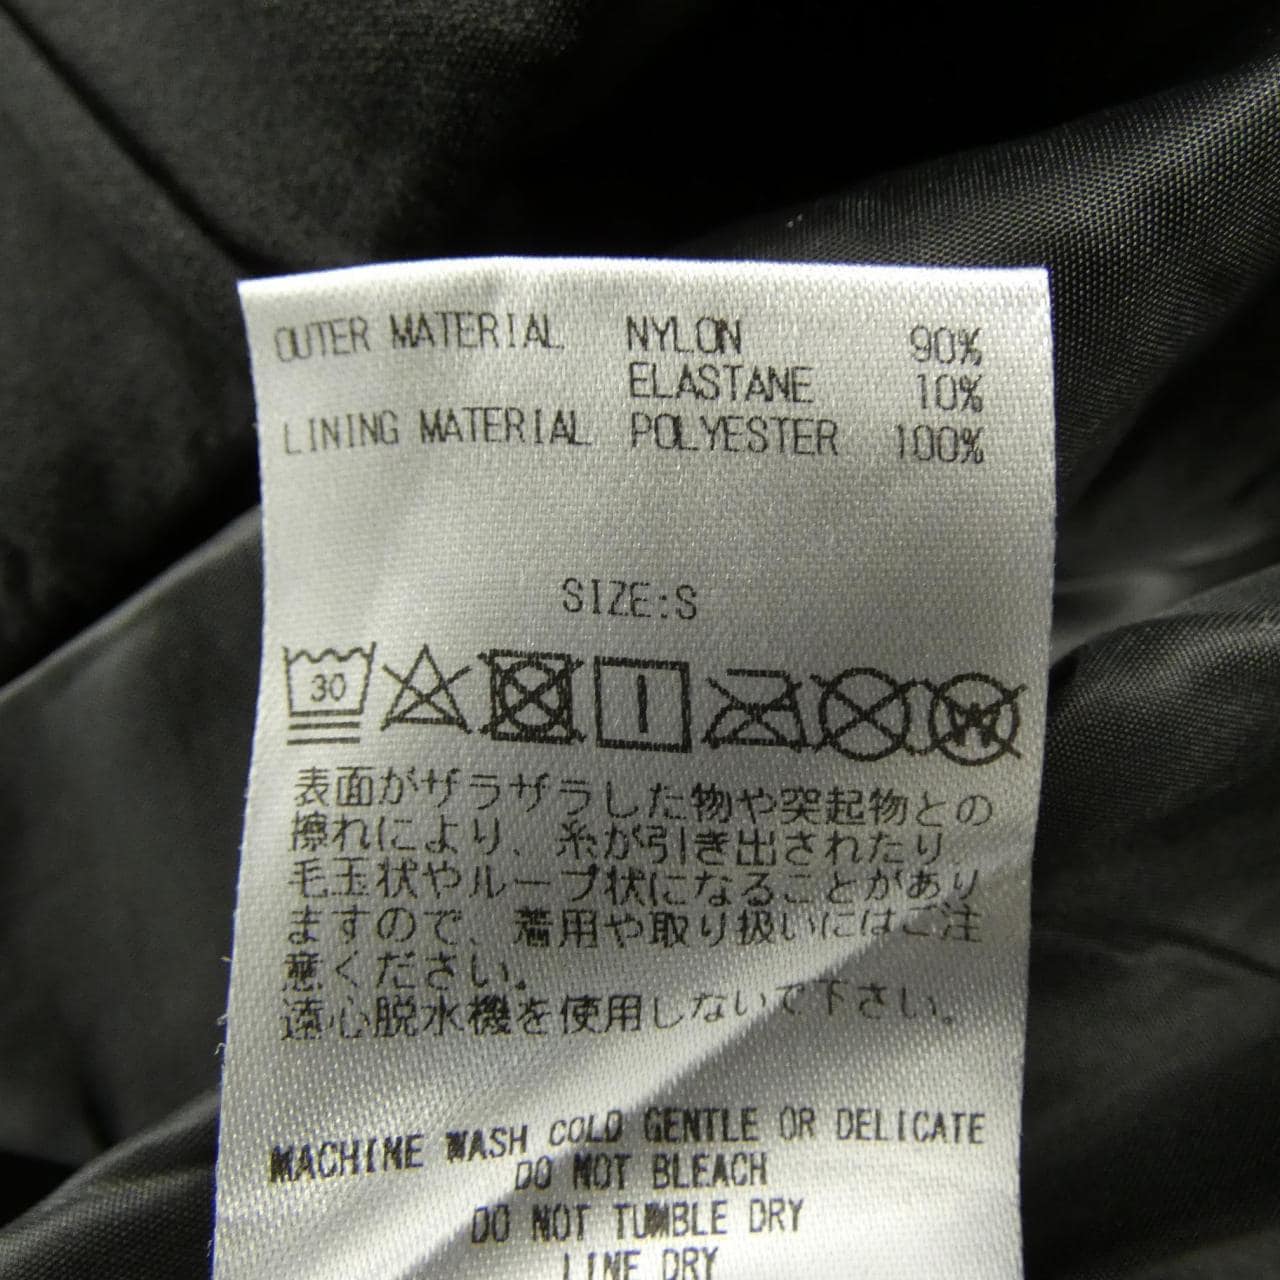 OUTER MATERIAL NYLON 90%
ELASTANE 10%
LINING MATERIAL POLYESTER 100%
SIZE:S
30 W
表面がザラザラした物や突起物との
擦れにより、糸が引き出されたり、
毛玉状やループ状になることがあり
ますので、着用や取り扱いにはご注
意ください。
遠心脱水機を使用しないで下さい。
MACHINE WASH COLD GENTLE OR DELICATE
DO NOT BLEACH
DO NOT TUMBLE DRY
LINE DRY